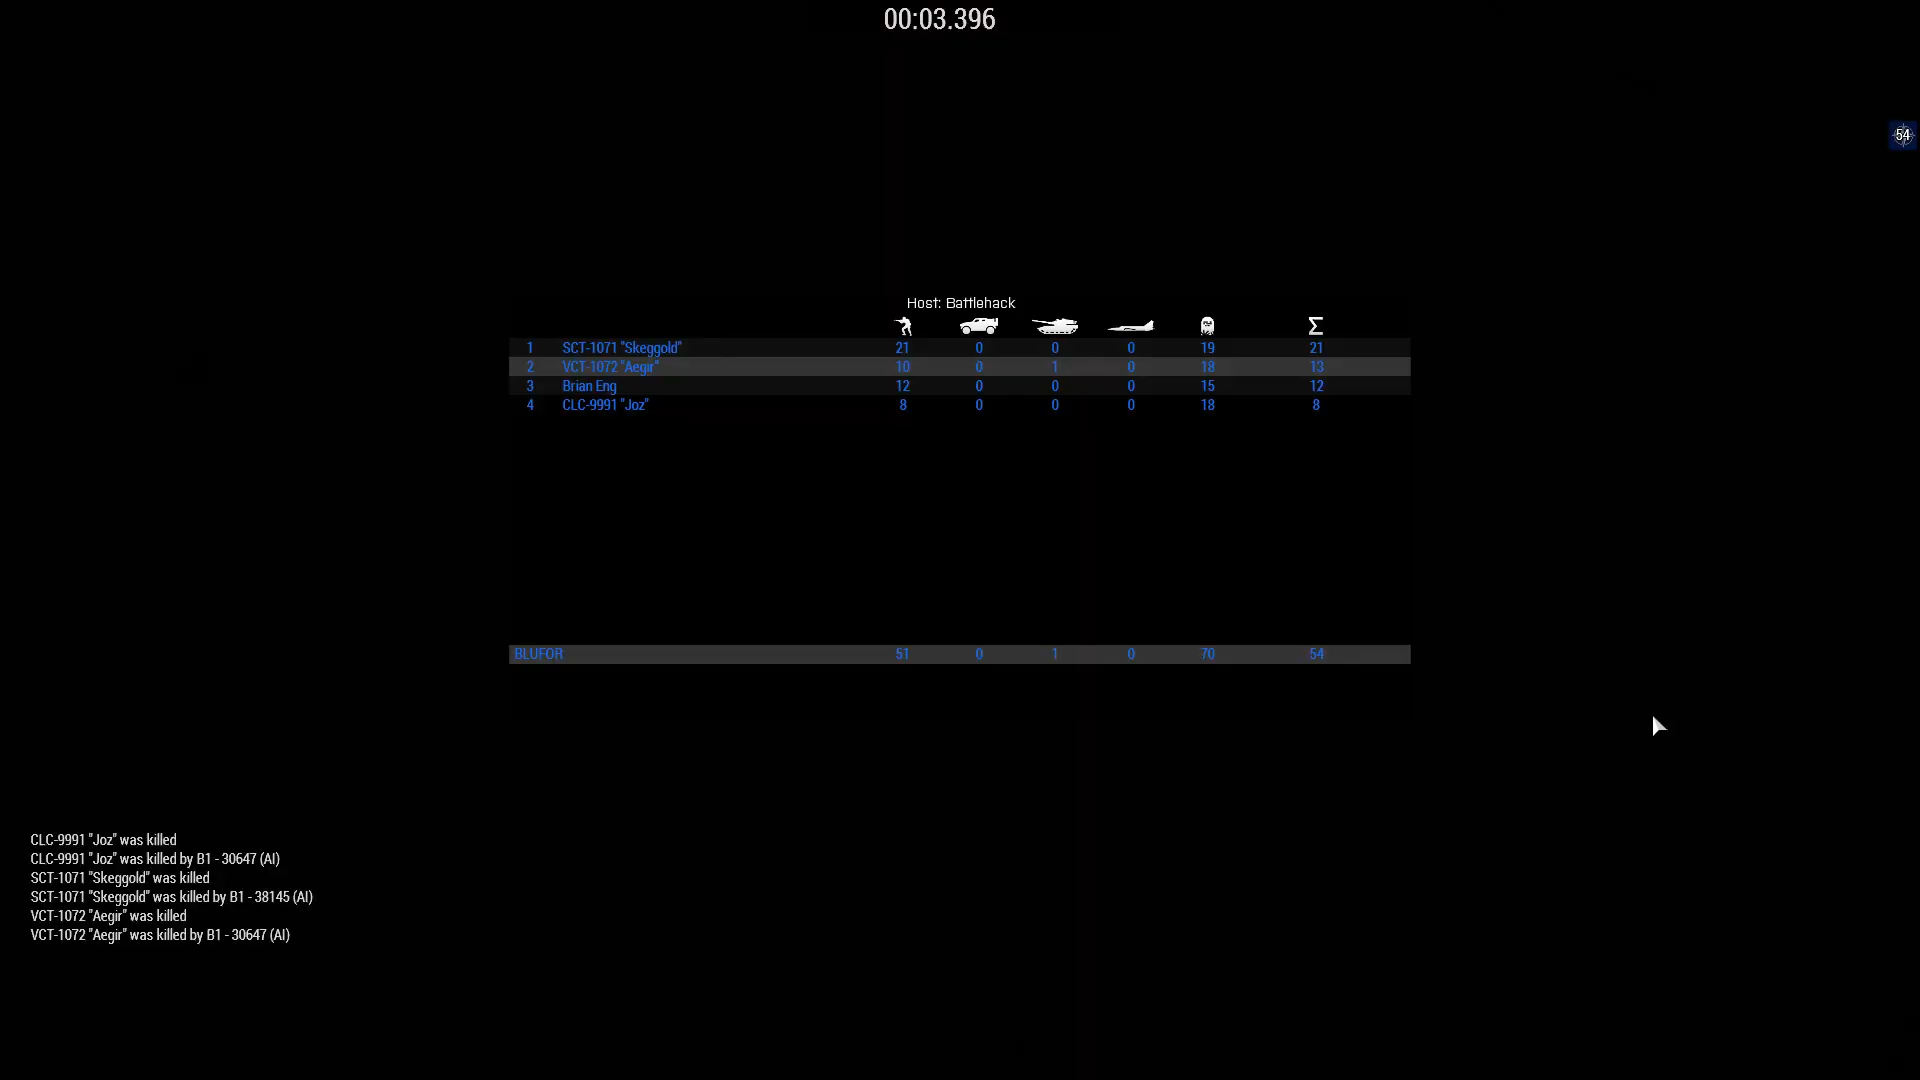 00:03.396
54
Host: Battlehack
Σ
1 SCT-1071 "Skeggold" 21 0 0 0 19 21
2 VCT-1072 "Aegir" 10 0 1 0 18 13
3 Brian Eng 12 0 0 0 15 12
4 CLC-9991 "Joz" 8 0 0 0 18 8
BLUFOR 51 0 1 0 70 54
CLC-9991 "Joz" was killed
CLC-9991 "Joz" was killed by B1 - 30647 (AI)
SCT-1071 "Skeggold" was killed
SCT-1071 "Skeggold" was killed by B1 - 38145 (AI)
VCT-1072 "Aegir" was killed
VCT-1072 "Aegir" was killed by B1 - 30647 (AI)